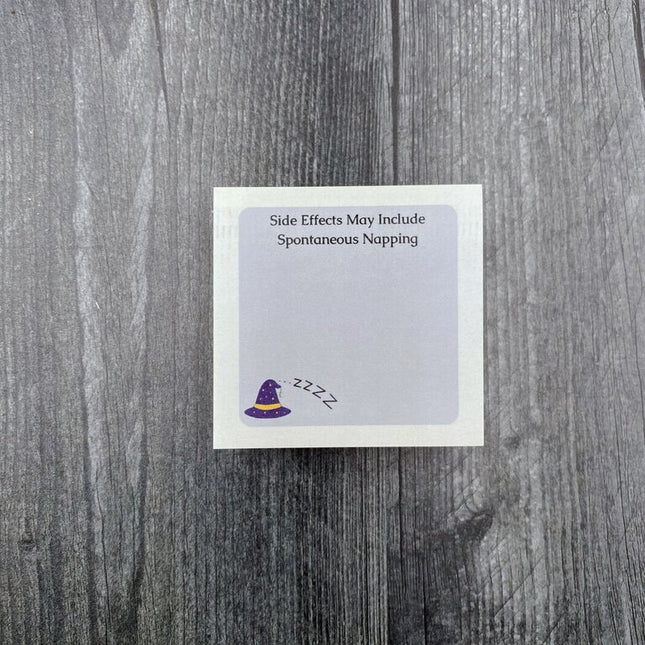 Side Effects May Include
Spontaneous Napping
zzzz